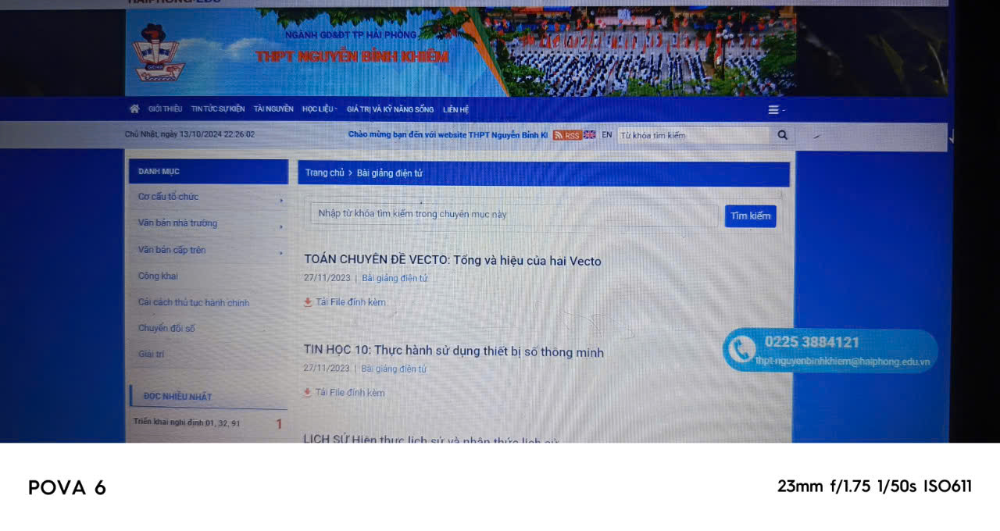 HAIPHONG.EDU
NGÀNH GD&ĐT TP HẢI PHÒNG
THPT NGUYỄN BỈNH KHIÊM
GIỚI THIỆU TIN TỨC SỰ KIỆN TÀI NGUYÊN HỌC LIỆU GIÁ TRỊ VÀ KỸ NĂNG SỐNG LIÊN HỆ
Chủ Nhật, ngày 13/10/2024 22:26:02 Chào mừng bạn đến với website THPT Nguyễn Bỉnh Kl RSS EN Từ khóa tìm kiếm
DANH MỤC
Cơ cấu tổ chức
Văn bản nhà trường
Văn bản cấp trên
Công khai
Cải cách thủ tục hành chính
Chuyển đổi số
Giải trí
ĐỌC NHIỀU NHẤT
Triển khai nghị định 01, 32, 91 1
Trang chủ > Bài giảng điện tử
Nhập từ khóa tìm kiếm trong chuyên mục này Tìm kiếm
TOÁN CHUYÊN ĐỀ VECTO: Tổng và hiệu của hai Vecto
27/11/2023 | Bài giảng điện tử
Tải File đính kèm
TIN HỌC 10: Thực hành sử dụng thiết bị số thông minh
27/11/2023 | Bài giảng điện tử
Tải File đính kèm
LỊCH SỬ Hiện thực lịch sử và nhận thức lịch sử
0225 3884121
thpt-nguyenbinhkhiem@haiphong.edu.vn
POVA 6
23mm f/1.75 1/50s ISO611